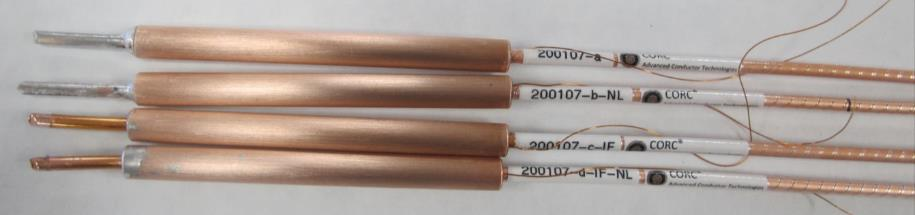 200107-a
CORC
Advanced Conductor Technologies
200107-b-NL
CORC®
200107-c-IF
CORC®
200107-d-IF-NL
CORC®
Advanced Conductor Technologies